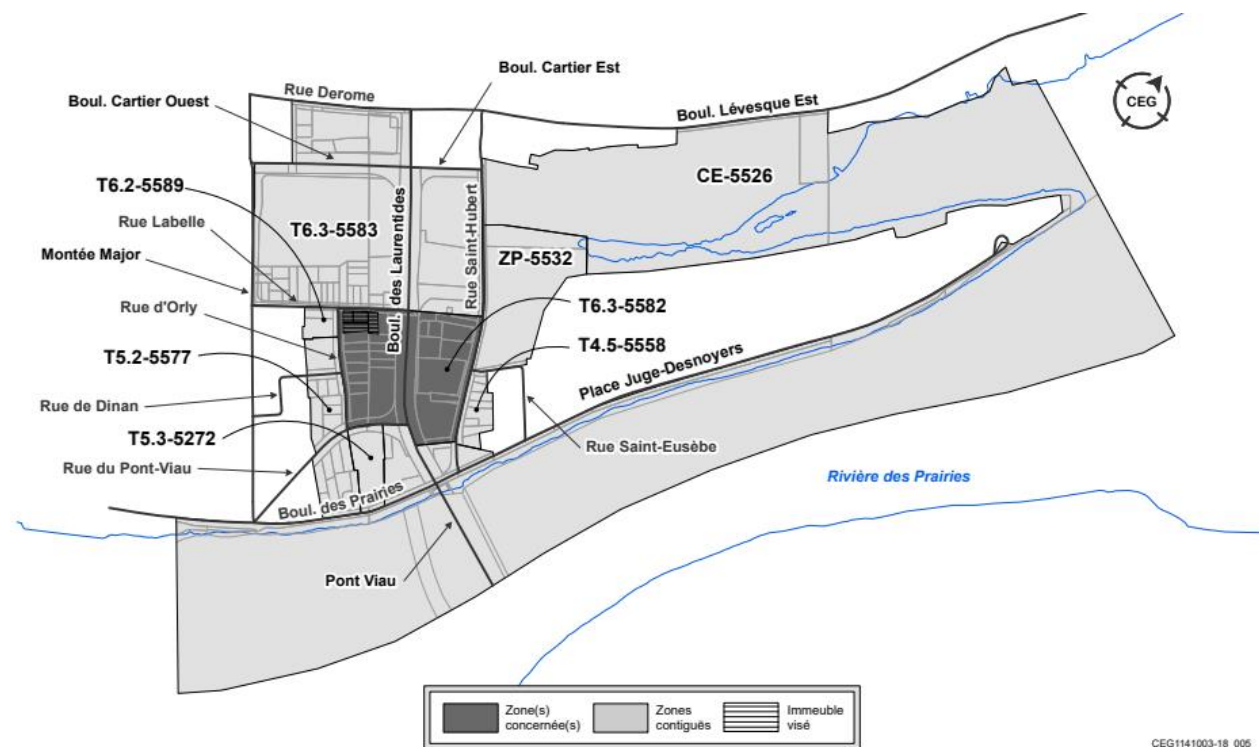 Boul. Cartier Est
Rue Derome
Boul. Cartier Ouest
Boul. Lévesque Est
CEG
T6.2-5589
CE-5526
Rue Labelle
T6.3-5583
Boul. des Laurentides
Rue Saint-Hubert
Montée Major
ZP-5532
Rue d'Orly
T6.3-5582
T5.2-5577
T4.5-5558
Place Juge-Desnoyers
Rue de Dinan
T5.3-5272
Rue Saint-Eusèbe
Rue du Pont-Viau
Boul. des Prairies
Rivière des Prairies
Pont Viau
Zone(s)
concernée(s)
Zones
contiguës
Immeuble
visé
CEG1141003-18_005